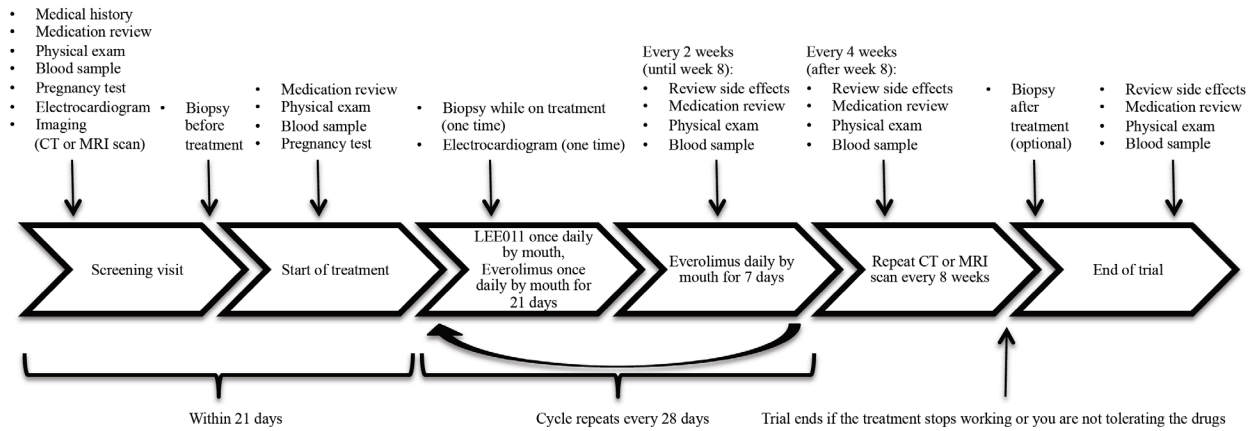 • Medical history
• Medication review
• Physical exam
• Blood sample
• Pregnancy test
• Electrocardiogram
• Imaging
(CT or MRI scan)
• Biopsy
before
treatment
• Medication review
• Physical exam
• Blood sample
• Pregnancy test
• Biopsy while on treatment
(one time)
• Electrocardiogram (one time)
Every 2 weeks
(until week 8):
• Review side effects
• Medication review
• Physical exam
• Blood sample
Every 4 weeks
(after week 8):
• Review side effects
• Medication review
• Physical exam
• Blood sample
• Biopsy
after
treatment
(optional)
• Review side effects
• Medication review
• Physical exam
• Blood sample
Screening visit
Start of treatment
LEE011 once daily
by mouth,
Everolimus once
daily by mouth for
21 days
Everolimus daily by
mouth for 7 days
Repeat CT or MRI
scan every 8 weeks
End of trial
Within 21 days
Cycle repeats every 28 days
Trial ends if the treatment stops working or you are not tolerating the drugs